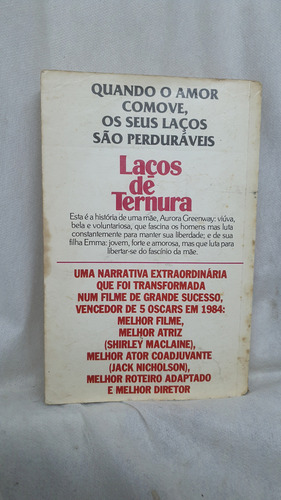 QUANDO O AMOR
COMOVE,
OS SEUS LAÇOS
SÃO PERDURÁVEIS
Laços
de
Ternura
Esta é a história de uma mãe, Aurora Greenway: viúva,
bela e voluntariosa, que fascina os homens mas luta
constantemente para manter sua liberdade; e de sua
filha Emma: jovem, forte e amorosa, mas que luta para
libertar-se do fascínio da mãe.
UMA NARRATIVA EXTRAORDINÁRIA
QUE FOI TRANSFORMADA
NUM FILME DE GRANDE SUCESSO,
VENCEDOR DE 5 OSCARS EM 1984:
MELHOR FILME,
MELHOR ATRIZ
(SHIRLEY MACLAINE),
MELHOR ATOR COADJUVANTE
(JACK NICHOLSON),
MELHOR ROTEIRO ADAPTADO
E MELHOR DIRETOR